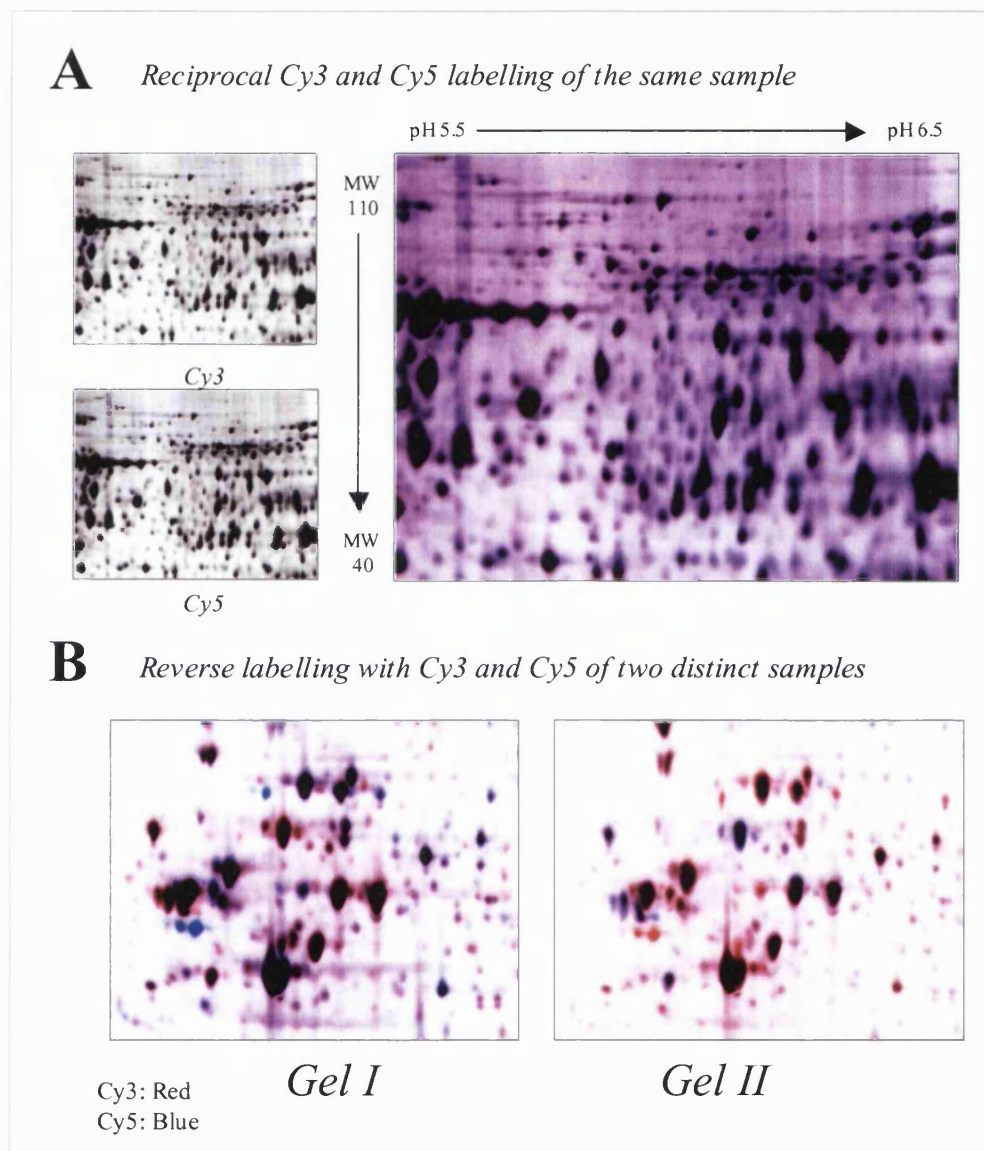 A
Reciprocal Cy3 and Cy5 labelling of the same sample
pH 5.5
pH 6.5
MW
110
Cy3
MW
40
Cy5
B
Reverse labelling with Cy3 and Cy5 of two distinct samples
Gel I
Gel II
Cy3: Red
Cy5: Blue